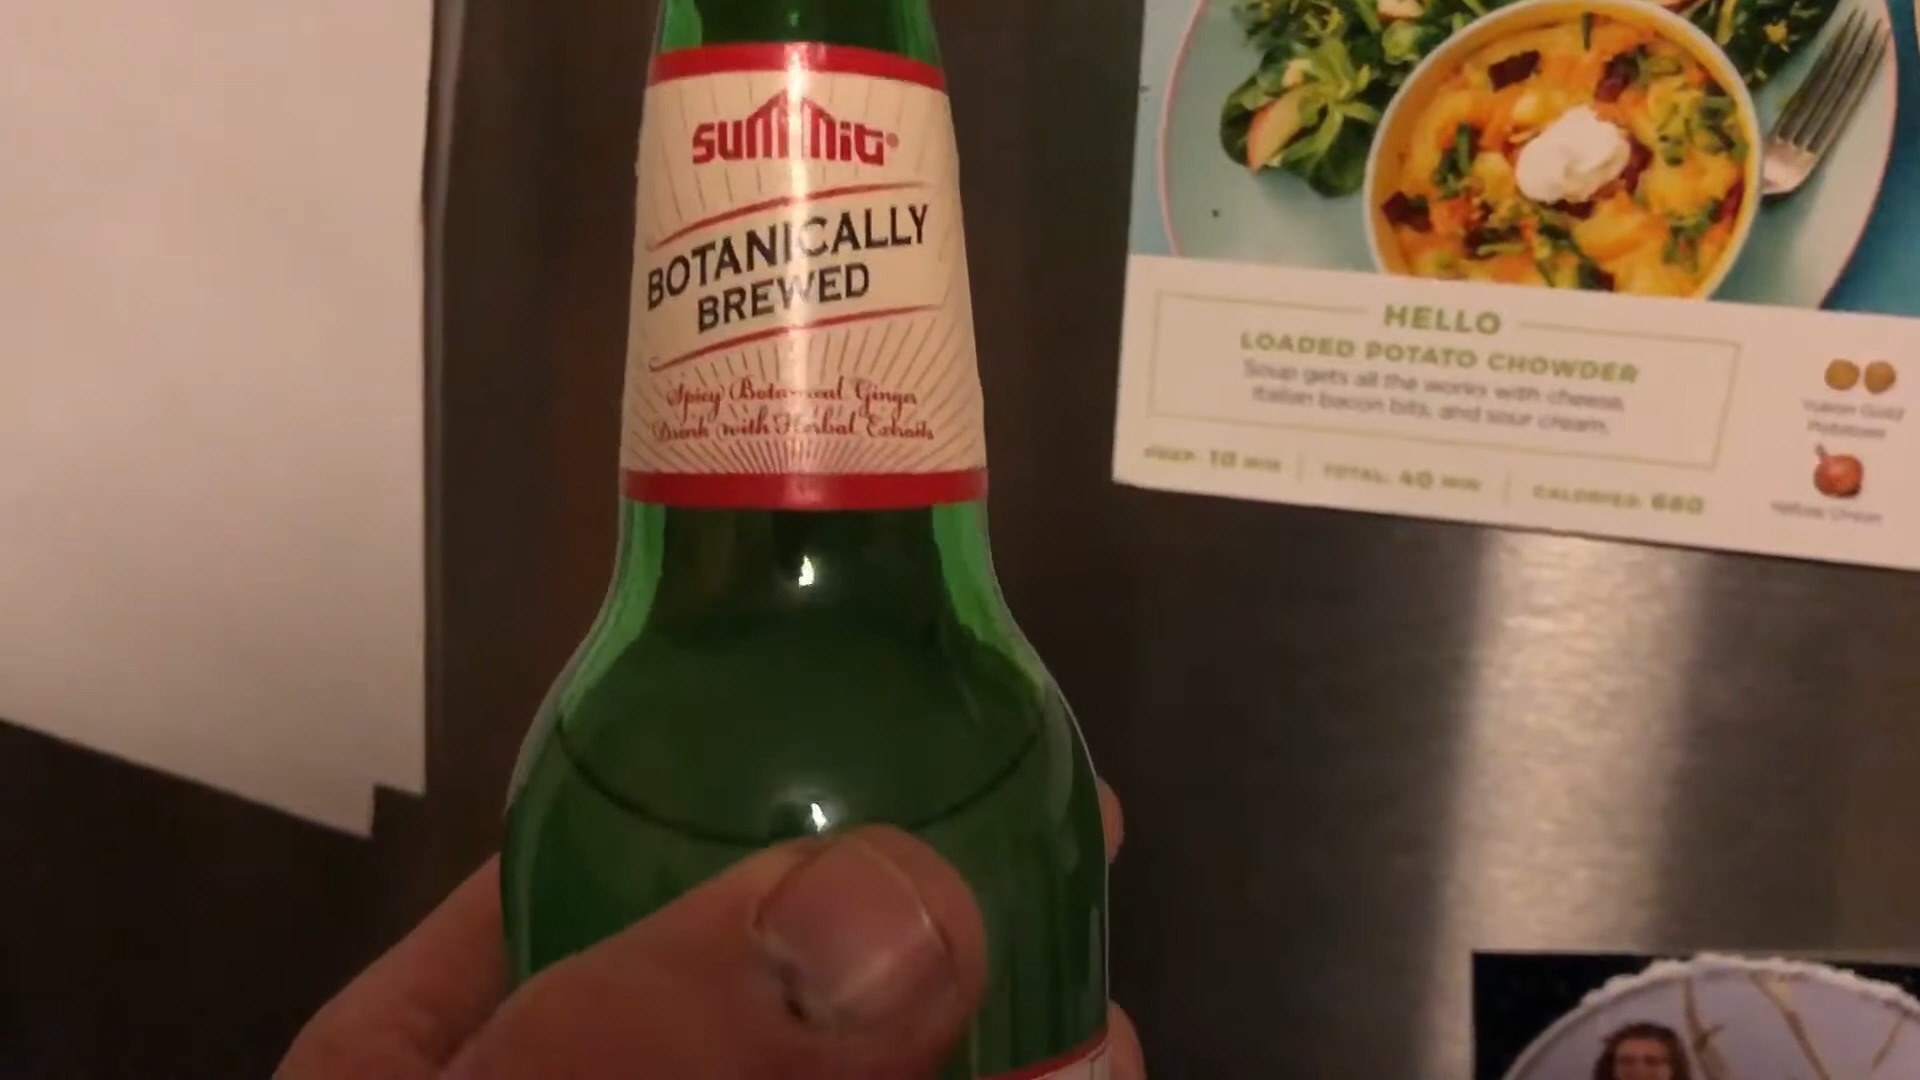 summit®
BOTANICALLY
BREWED
Spicy Botanical Ginger
Drink with Herbal Extracts
HELLO
LOADED POTATO CHOWDER
Soup gets all the works with cheese,
Italian bacon bits, and sour cream.
PREP: 10 MIN
TOTAL: 40 MIN
CALORIES: 680
Yukon Gold
Potatoes
Yellow Onion